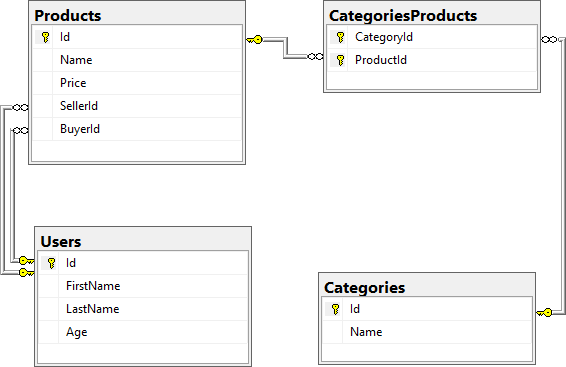 Products
Id
Name
Price
SellerId
BuyerId
CategoriesProducts
CategoryId
ProductId
Users
Id
FirstName
LastName
Age
Categories
Id
Name